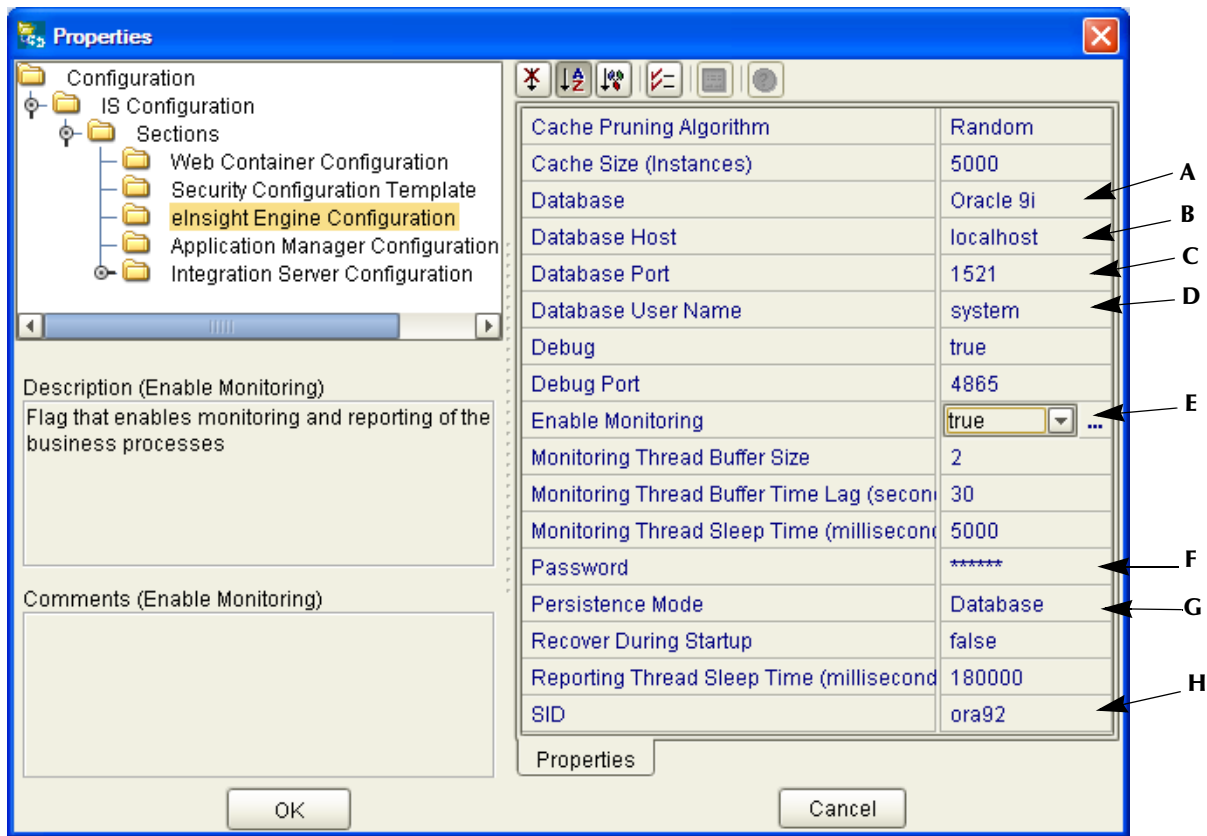 Properties
Configuration
IS Configuration
Sections
Web Container Configuration
Security Configuration Template
eInsight Engine Configuration
Application Manager Configuration
Integration Server Configuration
Description (Enable Monitoring)
Flag that enables monitoring and reporting of the
business processes
Comments (Enable Monitoring)
Cache Pruning Algorithm Random
Cache Size (Instances) 5000
Database Oracle 9i A
Database Host localhost B
Database Port 1521 C
Database User Name system D
Debug true
Debug Port 4865
Enable Monitoring true ... E
Monitoring Thread Buffer Size 2
Monitoring Thread Buffer Time Lag (secon 30
Monitoring Thread Sleep Time (millisecon 5000
Password ****** F
Persistence Mode Database G
Recover During Startup false
Reporting Thread Sleep Time (millisecond 180000
SID ora92 H
Properties
OK Cancel